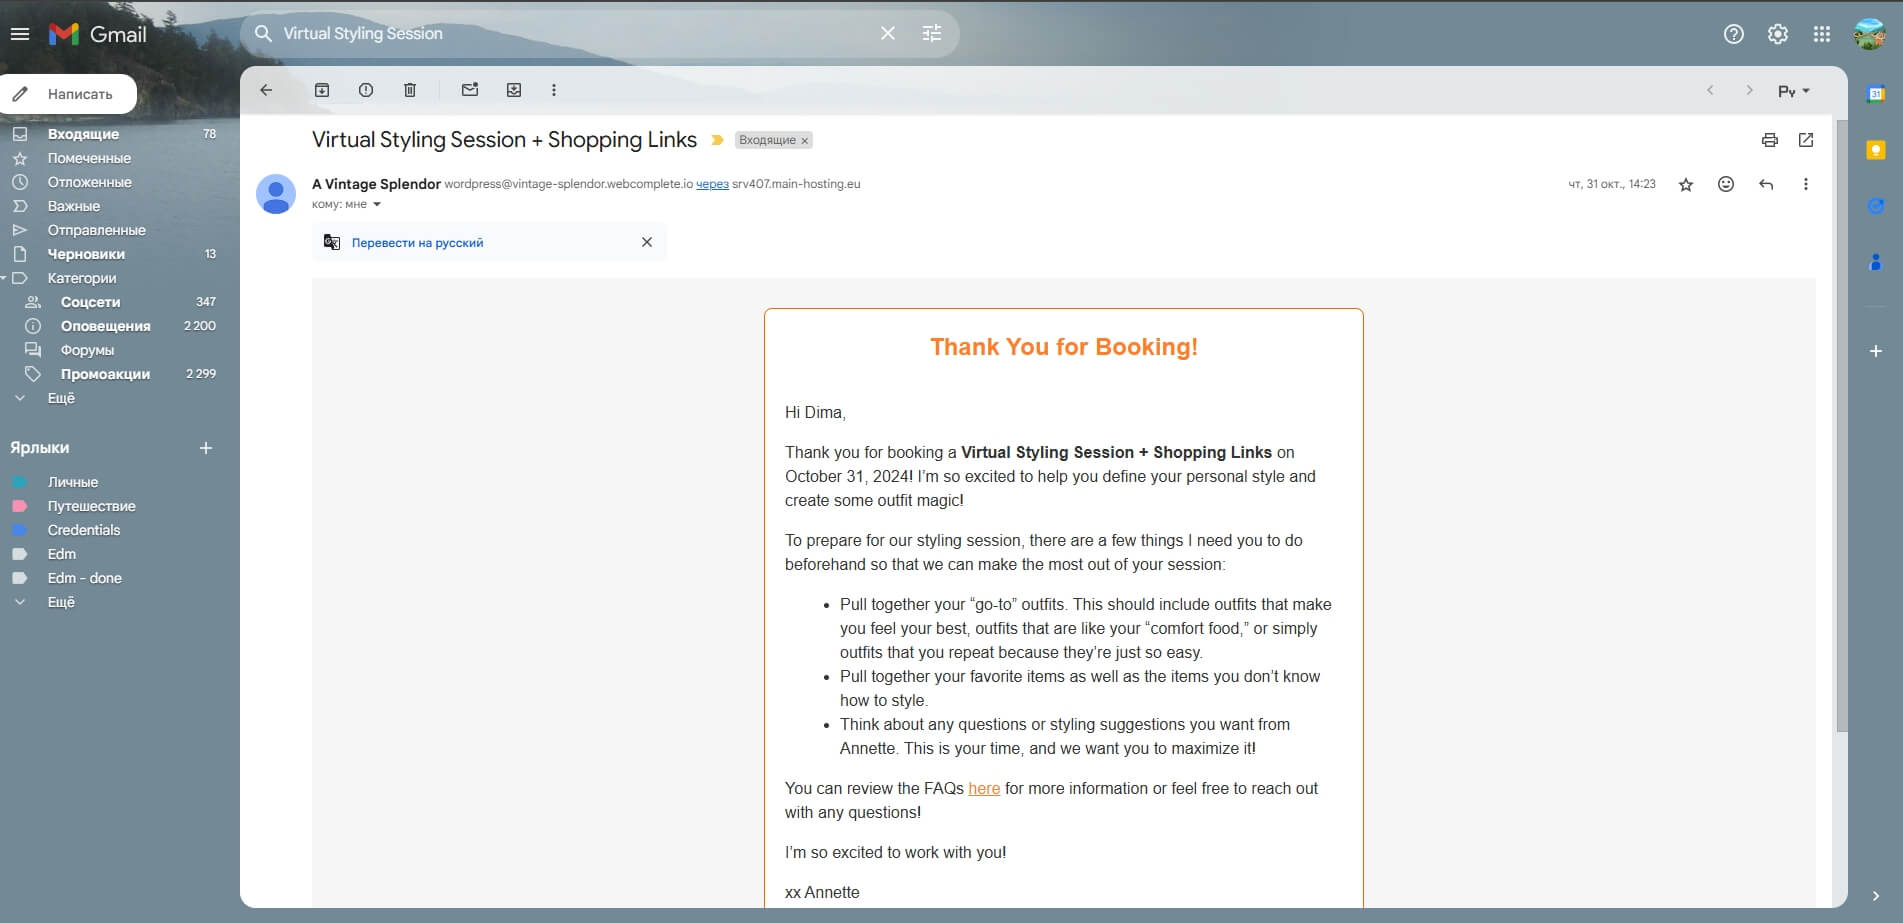 Gmail
Virtual Styling Session
Написать
Входящие 78
Помеченные
Отложенные
Важные
Отправленные
Черновики 13
Категории
Соцсети 347
Оповещения 2 200
Форумы
Промоакции 2 299
Ещё
Ярлыки
Личные
Путешествие
Credentials
Edm
Edm - done
Ещё
Ру
Virtual Styling Session + Shopping Links Входящие ×
A Vintage Splendor wordpress@vintage-splendor.webcomplete.io через srv407.main-hosting.eu
чт, 31 окт., 14:23
кому: мне
Перевести на русский
Thank You for Booking!
Hi Dima,
Thank you for booking a Virtual Styling Session + Shopping Links on
October 31, 2024! I’m so excited to help you define your personal style and
create some outfit magic!
To prepare for our styling session, there are a few things I need you to do
beforehand so that we can make the most out of your session:
• Pull together your “go-to” outfits. This should include outfits that make
you feel your best, outfits that are like your “comfort food,” or simply
outfits that you repeat because they’re just so easy.
• Pull together your favorite items as well as the items you don’t know
how to style.
• Think about any questions or styling suggestions you want from
Annette. This is your time, and we want you to maximize it!
You can review the FAQs here for more information or feel free to reach out
with any questions!
I’m so excited to work with you!
xx Annette
31